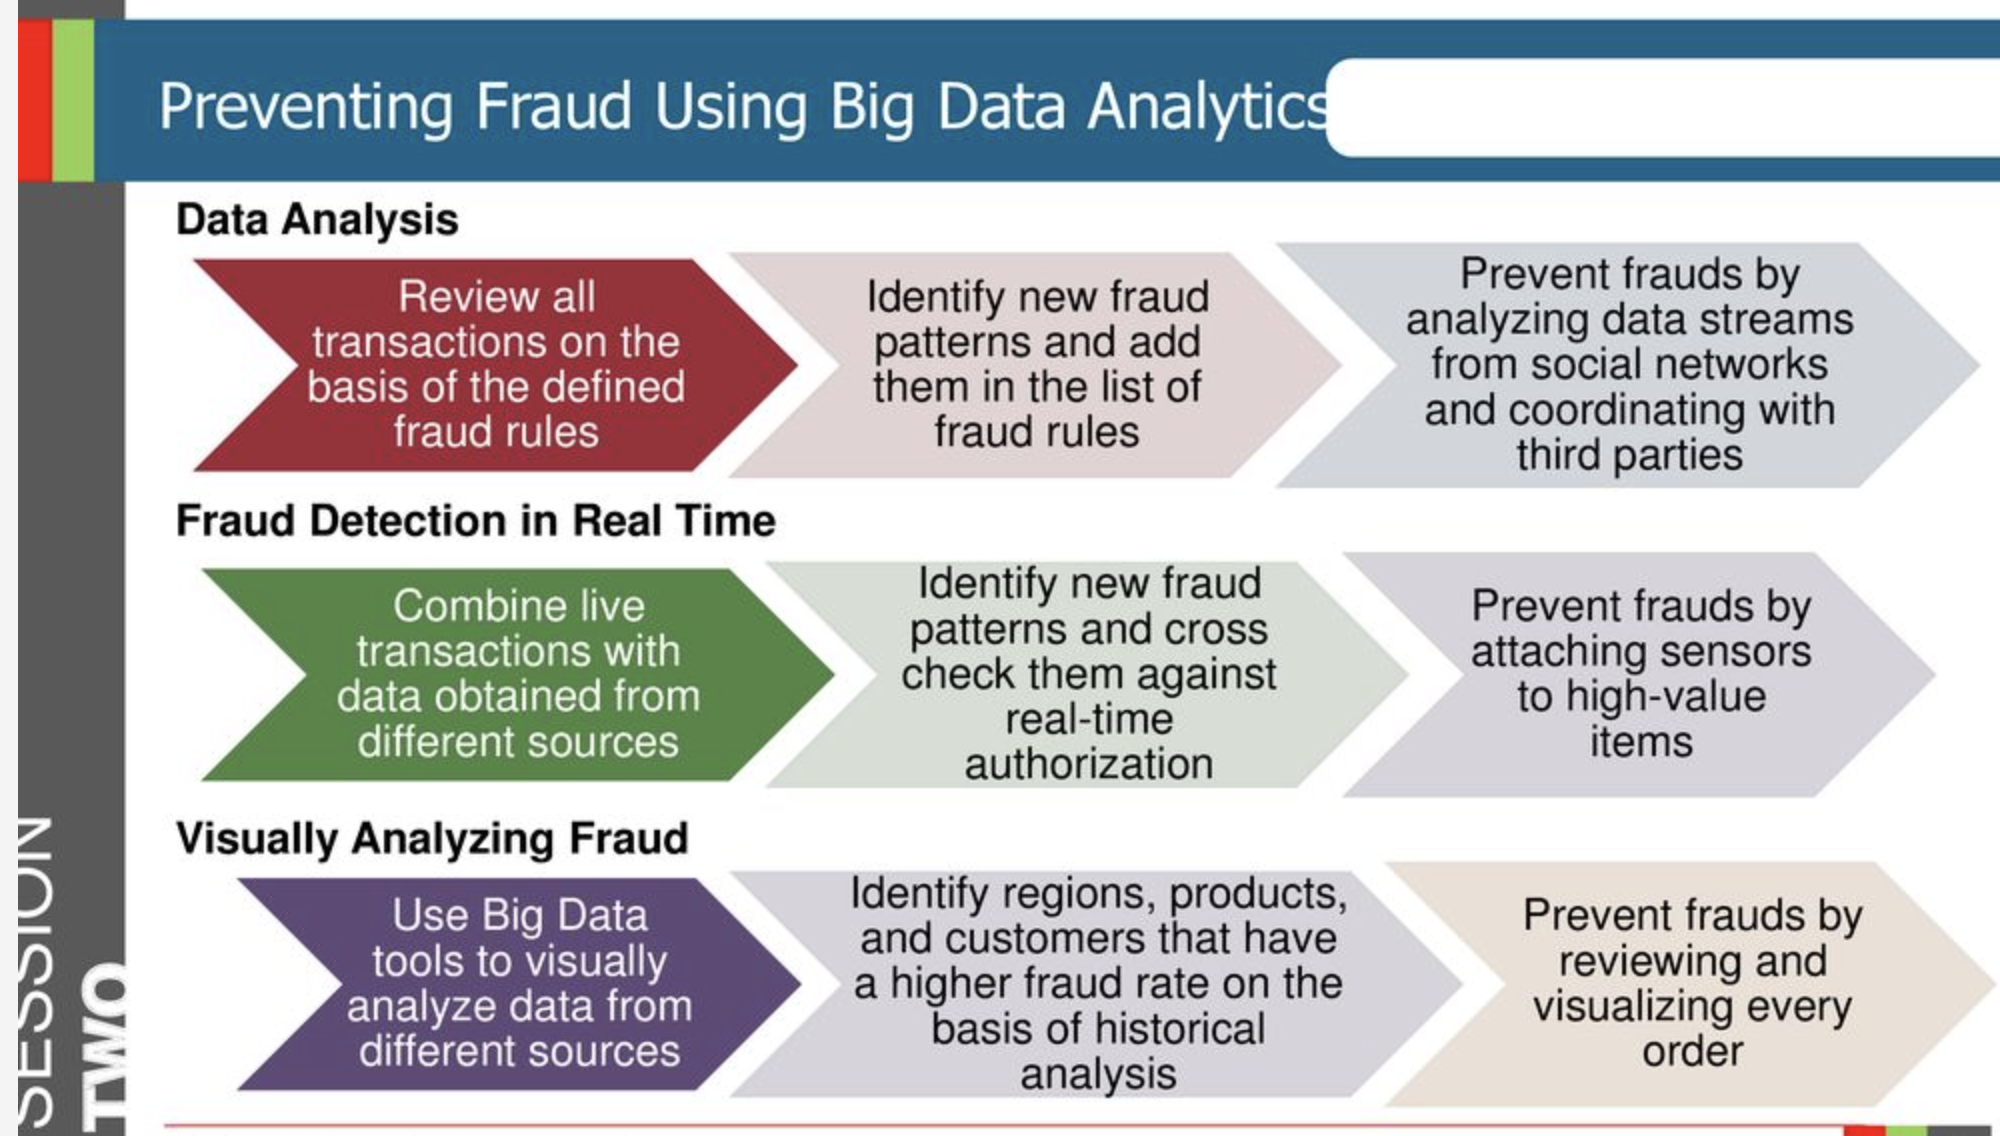 Preventing Fraud Using Big Data Analytics
Data Analysis
Review all
transactions on the
basis of the defined
fraud rules
Identify new fraud
patterns and add
them in the list of
fraud rules
Prevent frauds by
analyzing data streams
from social networks
and coordinating with
third parties
Fraud Detection in Real Time
Combine live
transactions with
data obtained from
different sources
Identify new fraud
patterns and cross
check them against
real-time
authorization
Prevent frauds by
attaching sensors
to high-value
items
Visually Analyzing Fraud
Use Big Data
tools to visually
analyze data from
different sources
Identify regions, products,
and customers that have
a higher fraud rate on the
basis of historical
analysis
Prevent frauds by
reviewing and
visualizing every
order
SESSION
TWO